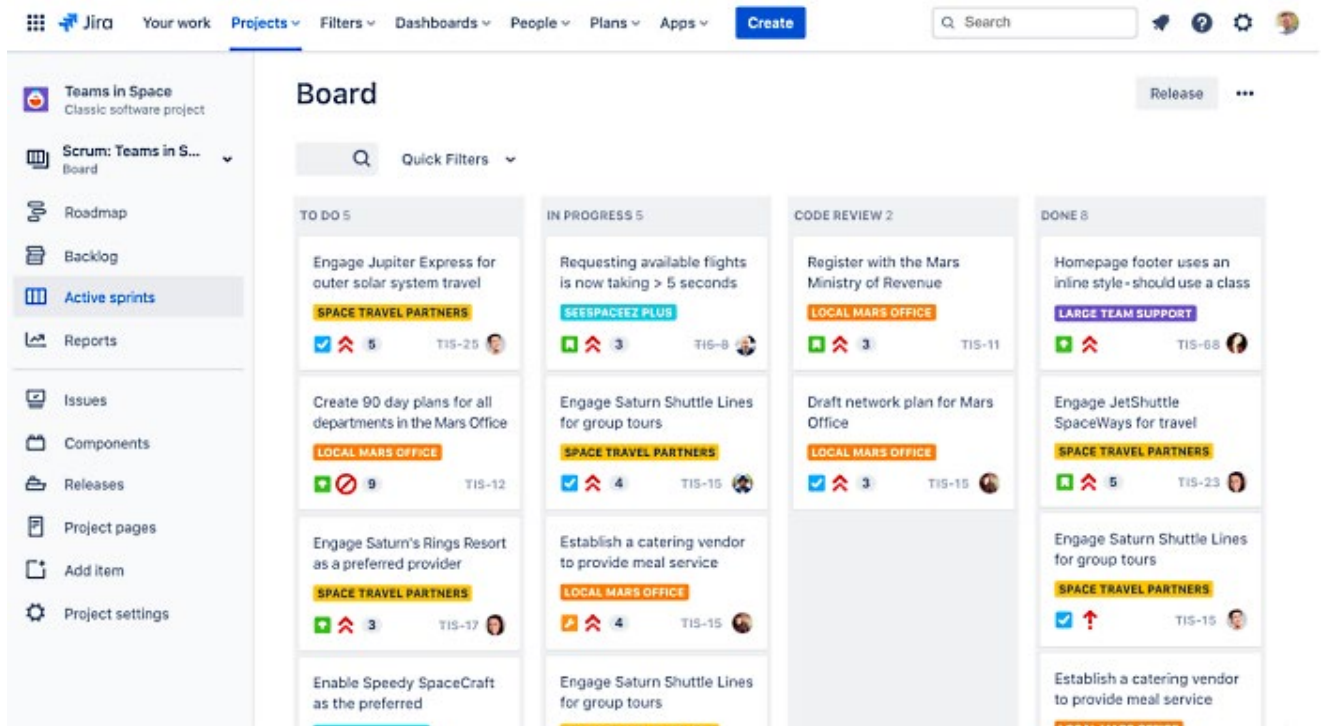 Jira Your work Projects Filters Dashboards People Plans Apps Create Search
Teams in Space
Classic software project
Scrum: Teams in S...
Board
Roadmap
Backlog
Active sprints
Reports
Issues
Components
Releases
Project pages
Add item
Project settings
Board
Release
Quick Filters
TO DO 5
Engage Jupiter Express for
outer solar system travel
SPACE TRAVEL PARTNERS
5 TIS-25
Create 90 day plans for all
departments in the Mars Office
LOCAL MARS OFFICE
9 TIS-12
Engage Saturn's Rings Resort
as a preferred provider
SPACE TRAVEL PARTNERS
3 TIS-17
Enable Speedy SpaceCraft
as the preferred
IN PROGRESS 5
Requesting available flights
is now taking > 5 seconds
SEESPACEEZ PLUS
3 TIS-8
Engage Saturn Shuttle Lines
for group tours
SPACE TRAVEL PARTNERS
4 TIS-15
Establish a catering vendor
to provide meal service
LOCAL MARS OFFICE
4 TIS-15
Engage Saturn Shuttle Lines
for group tours
CODE REVIEW 2
Register with the Mars
Ministry of Revenue
LOCAL MARS OFFICE
3 TIS-11
Draft network plan for Mars
Office
LOCAL MARS OFFICE
3 TIS-15
DONE 8
Homepage footer uses an
inline style-should use a class
LARGE TEAM SUPPORT
TIS-68
Engage JetShuttle
SpaceWays for travel
SPACE TRAVEL PARTNERS
5 TIS-23
Engage Saturn Shuttle Lines
for group tours
SPACE TRAVEL PARTNERS
TIS-15
Establish a catering vendor
to provide meal service